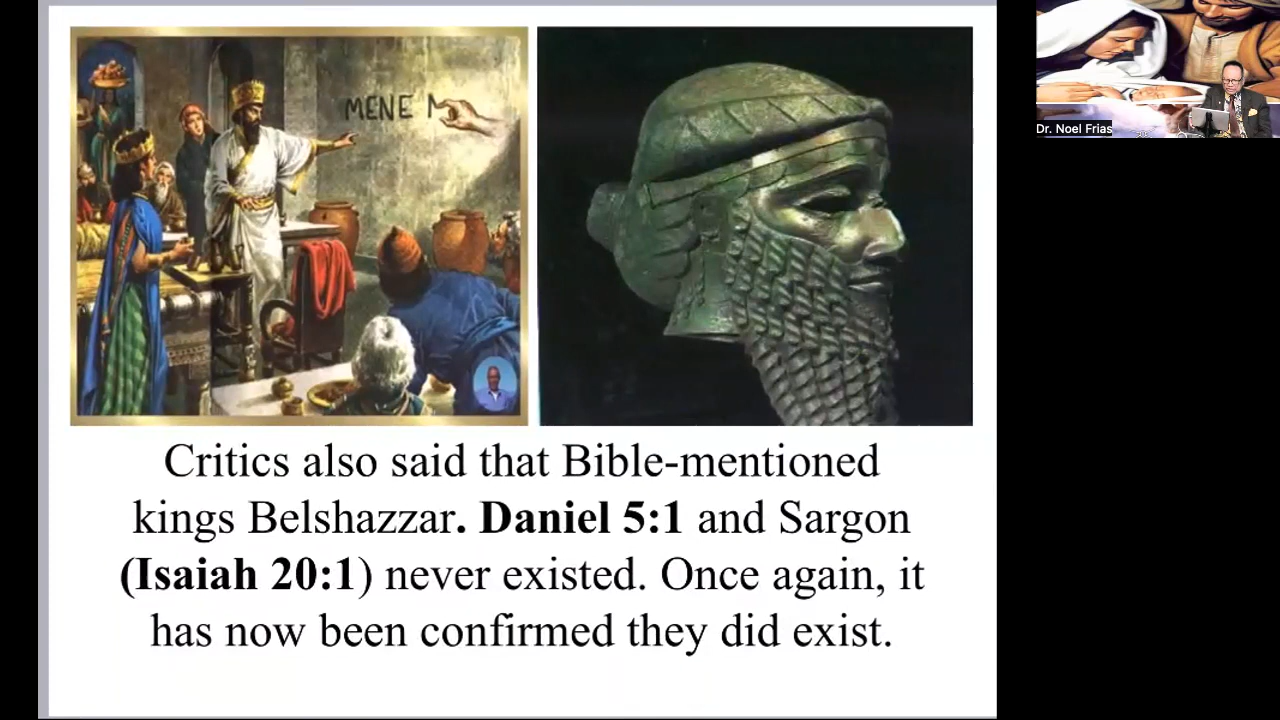 MENE
Critics also said that Bible-mentioned
kings Belshazzar. Daniel 5:1 and Sargon
(Isaiah 20:1) never existed. Once again, it
has now been confirmed they did exist.
Dr. Noel Frias